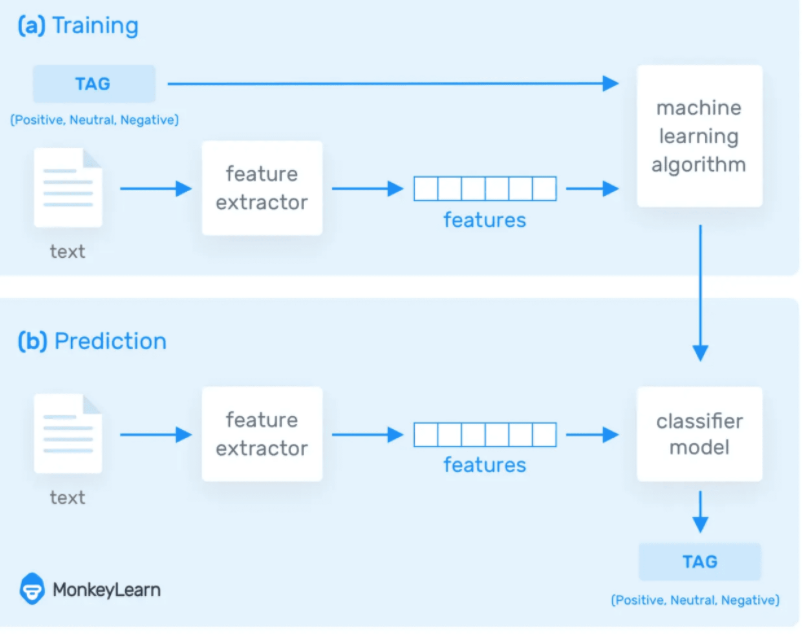 (a) Training
TAG
(Positive, Neutral, Negative)
text
feature
extractor
features
machine
learning
algorithm
(b) Prediction
text
feature
extractor
features
classifier
model
TAG
(Positive, Neutral, Negative)
MonkeyLearn